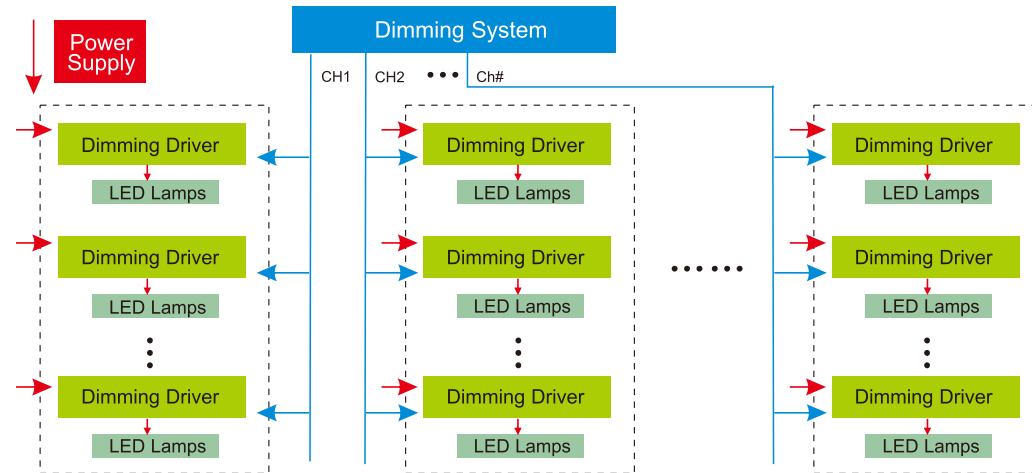 Power
Supply
Dimming System
CH1
CH2
Ch#
Dimming Driver
LED Lamps
Dimming Driver
LED Lamps
Dimming Driver
LED Lamps
Dimming Driver
LED Lamps
Dimming Driver
LED Lamps
Dimming Driver
LED Lamps
Dimming Driver
LED Lamps
Dimming Driver
LED Lamps
Dimming Driver
LED Lamps